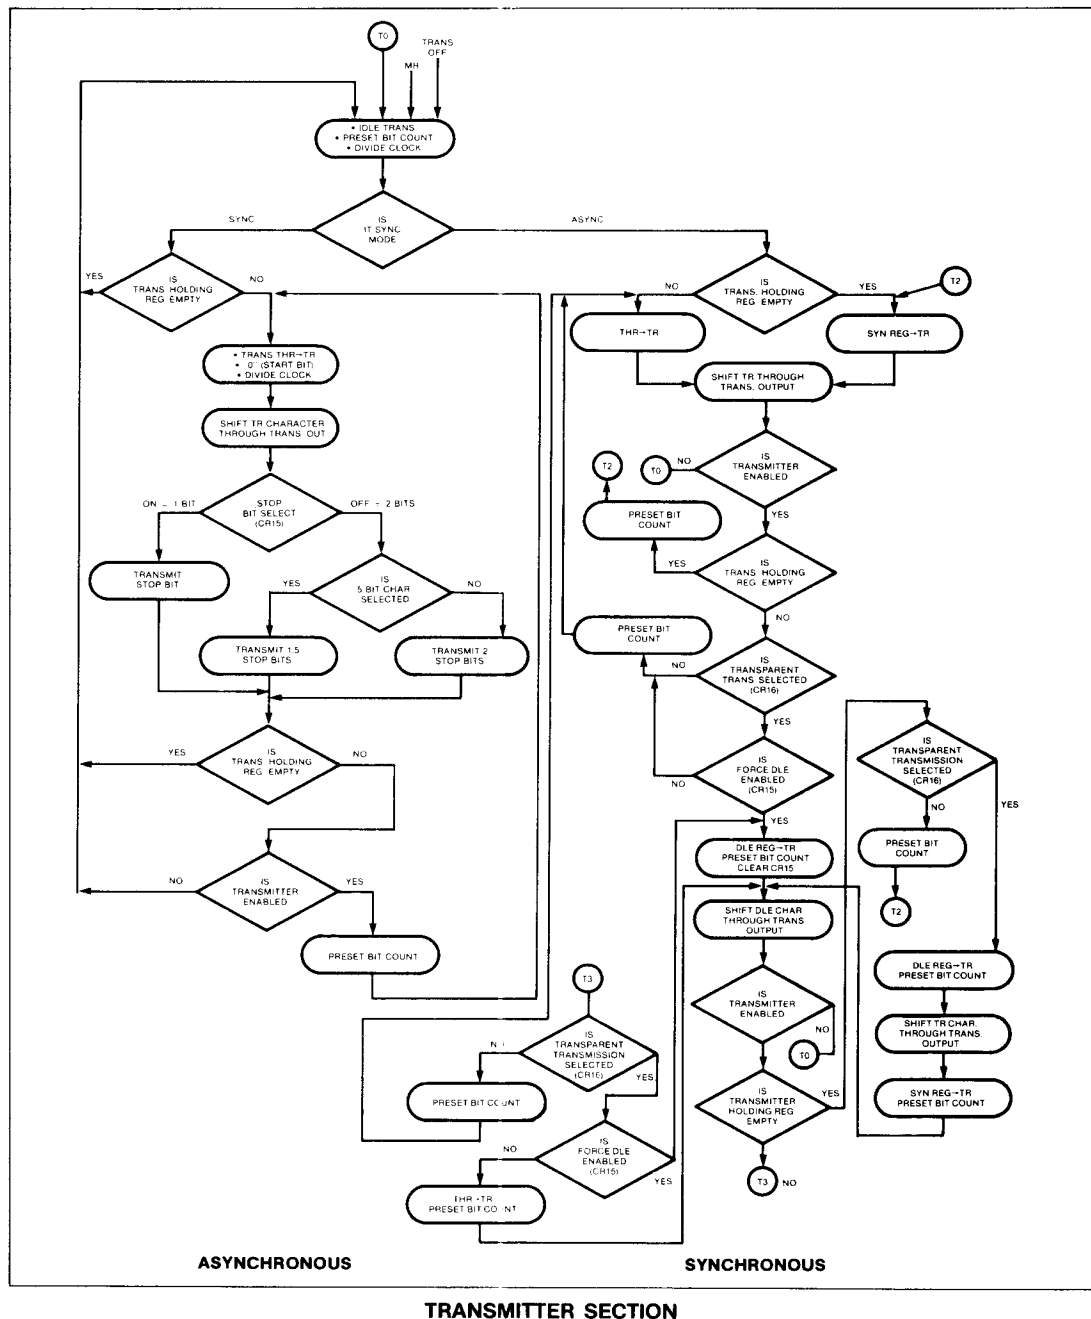 T0
TRANS
OFF
MH
• IDLE TRANS
• PRESET BIT COUNT
• DIVIDE CLOCK
SYNC
IS
IT SYNC
MODE
ASYNC
YES
IS
TRANS HOLDING
REG EMPTY
NO
NO
IS
TRANS. HOLDING
REG EMPTY
YES
T2
THR→TR
SYN REG→TR
• TRANS THR→TR
• 0 (START BIT)
• DIVIDE CLOCK
SHIFT TR THROUGH
TRANS. OUTPUT
SHIFT TR CHARACTER
THROUGH TRANS OUT
ON = 1 BIT
STOP
BIT SELECT
(CR15)
OFF = 2 BITS
T2
T0
NO
IS
TRANSMITTER
ENABLED
YES
PRESET BIT
COUNT
TRANSMIT
STOP BIT
YES
IS
5 BIT CHAR
SELECTED
NO
YES
IS
TRANS HOLDING
REG EMPTY
NO
TRANSMIT 1.5
STOP BITS
TRANSMIT 2
STOP BITS
PRESET BIT
COUNT
NO
IS
TRANSPARENT
TRANS SELECTED
(CR16)
YES
YES
IS
TRANS HOLDING
REG EMPTY
NO
NO
IS
FORCE DLE
ENABLED
(CR15)
YES
IS
TRANSPARENT
TRANSMISSION
SELECTED
(CR16)
NO
YES
DLE REG→TR
PRESET BIT COUNT
CLEAR CR15
PRESET BIT
COUNT
T2
NO
IS
TRANSMITTER
ENABLED
YES
SHIFT DLE CHAR
THROUGH TRANS
OUTPUT
PRESET BIT COUNT
DLE REG→TR
PRESET BIT COUNT
T3
IS
TRANSMITTER
ENABLED
NO
T0
SHIFT TR CHAR.
THROUGH TRANS.
OUTPUT
IS
TRANSPARENT
TRANSMISSION
SELECTED
(CR16)
YES
PRESET BIT COUNT
IS
TRANSMITTER
HOLDING REG
EMPTY
YES
SYN REG→TR
PRESET BIT COUNT
NO
IS
FORCE DLE
ENABLED
(CR15)
YES
T3
NO
THR→TR
PRESET BIT COUNT
ASYNCHRONOUS
SYNCHRONOUS
TRANSMITTER SECTION